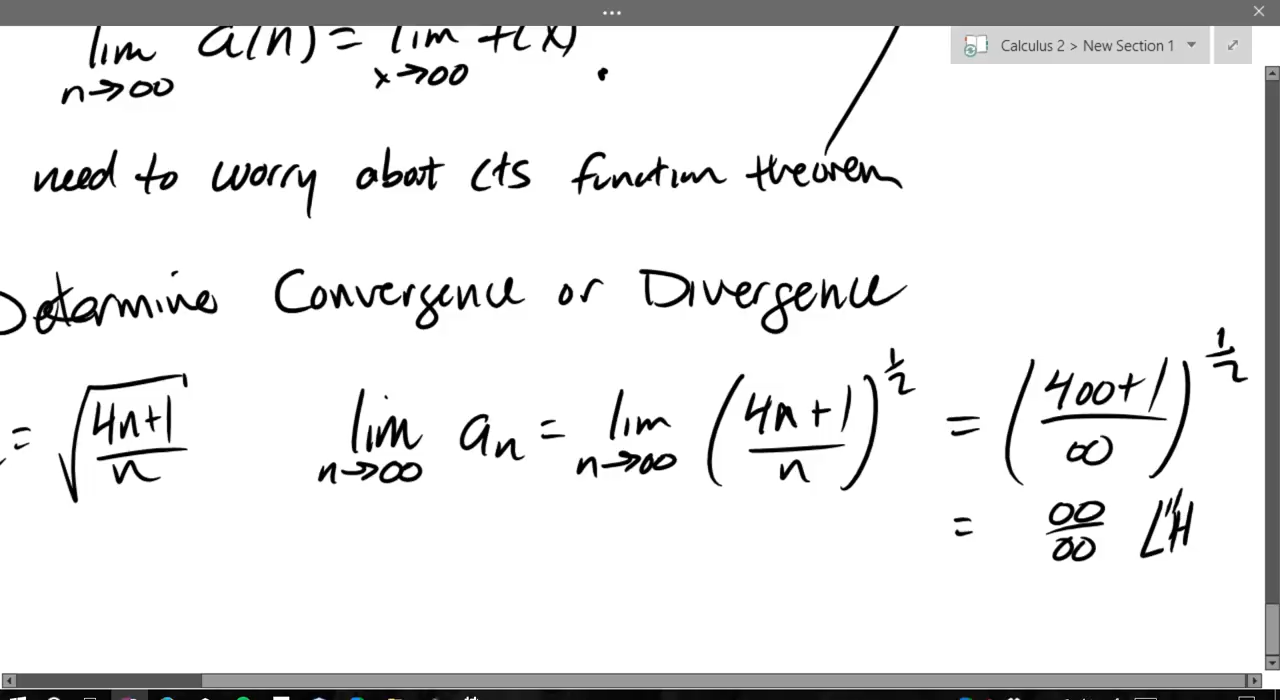 Calculus 2 > New Section 1
lim a(n) = lim f(x)
n→∞ x→∞ .
need to worry about cts function theorem
Determine Convergence or Divergence
= √((4n+1)/n) lim n→∞ aₙ = lim n→∞ ((4n+1)/n)^(1/2) = ((4∞+1)/∞)^(1/2)
= ∞/∞ L'H